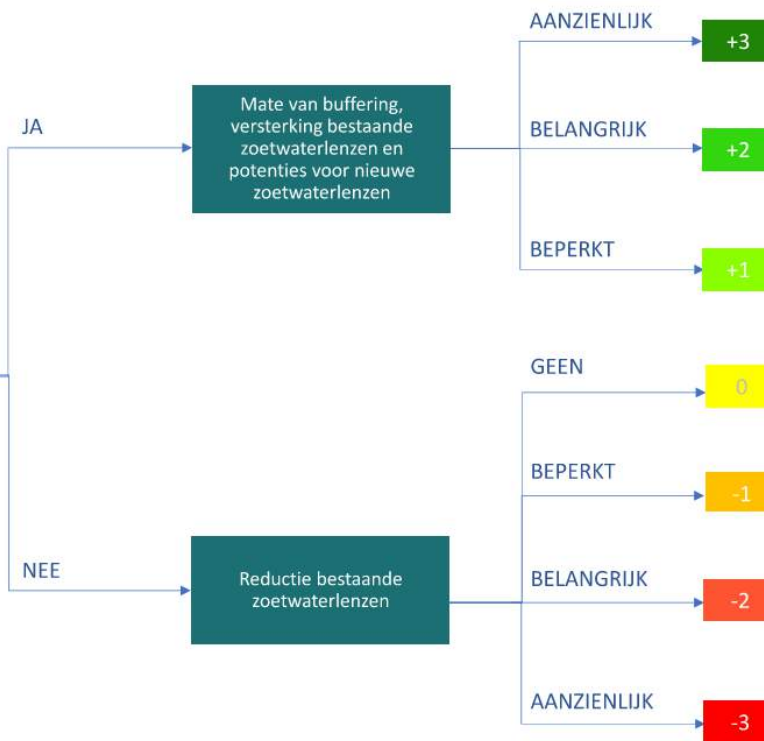 AANZIENLIJK
+3
JA
Mate van buffering,
versterking bestaande
zoetwaterlenzen en
potenties voor nieuwe
zoetwaterlenzen
BELANGRIJK
+2
BEPERKT
+1
GEEN
0
BEPERKT
-1
NEE
Reductie bestaande
zoetwaterlenzen
BELANGRIJK
-2
AANZIENLIJK
-3